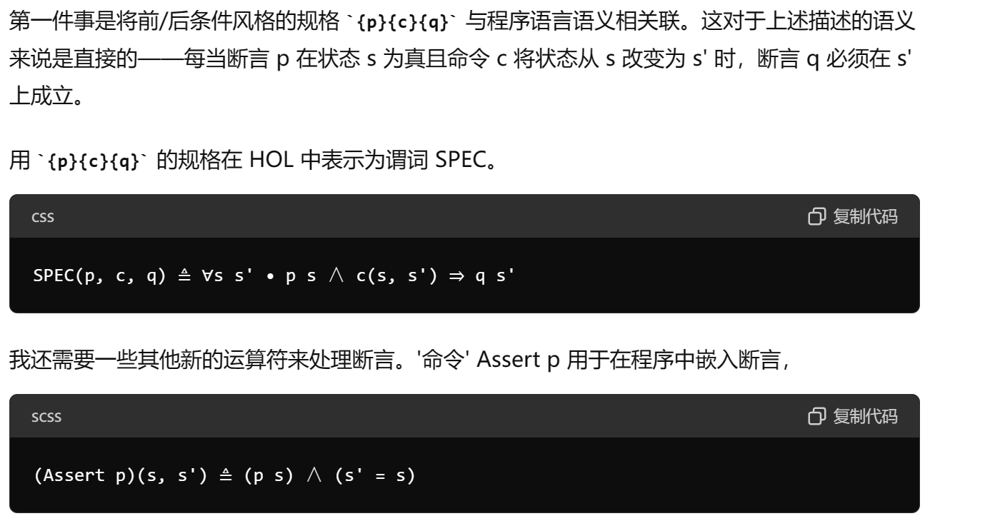 第一件事是将前/后条件风格的规格 `{p}{c}{q}` 与程序语言语义相关联。这对于上述描述的语义
来说是直接的——每当断言 p 在状态 s 为真且命令 c 将状态从 s 改变为 s' 时，断言 q 必须在 s'
上成立。
用 `{p}{c}{q}` 的规格在 HOL 中表示为谓词 SPEC。
css 复制代码
SPEC(p, c, q) ≜ ∀s s' • p s ∧ c(s, s') ⇒ q s'
我还需要一些其他新的运算符来处理断言。'命令' Assert p 用于在程序中嵌入断言，
scss 复制代码
(Assert p)(s, s') ≜ (p s) ∧ (s' = s)